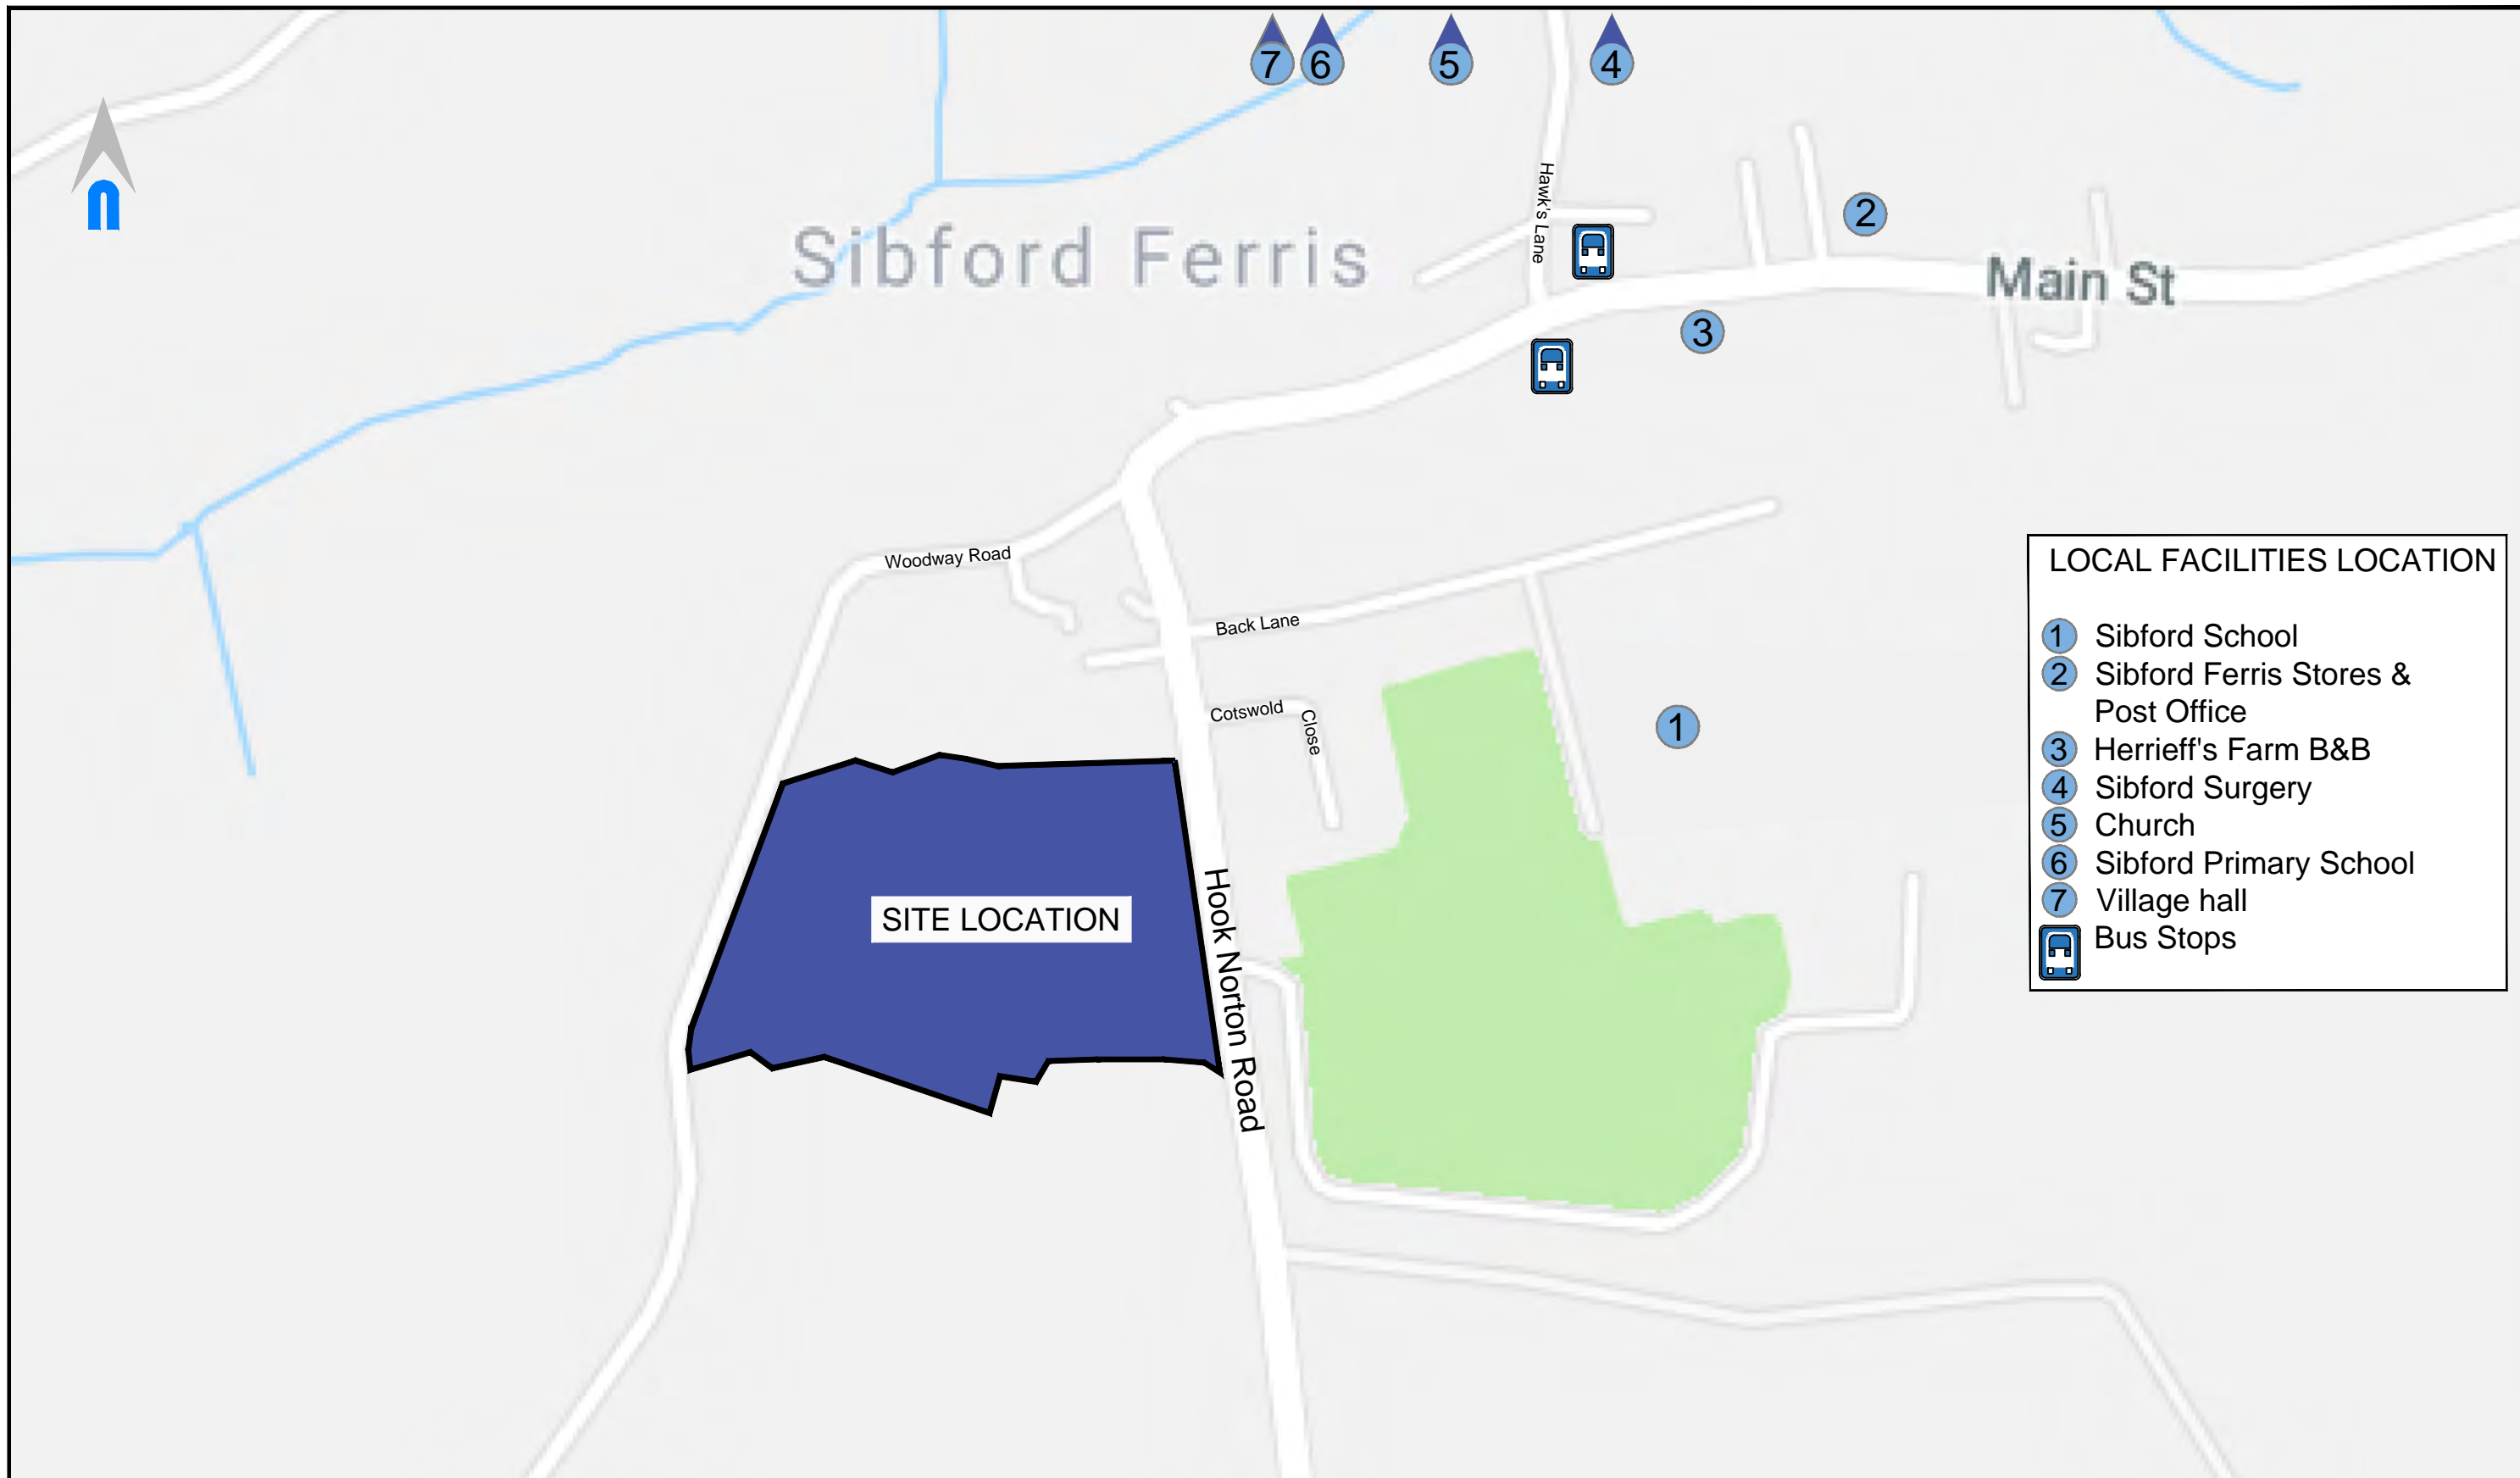 7
6
5
4
n
Hawk's Lane
2
Sibford Ferris
Main St
3
Woodway Road
Back Lane
Cotswold
Close
1
SITE LOCATION
Hook Norton Road
LOCAL FACILITIES LOCATION
1 Sibford School
2 Sibford Ferris Stores &
Post Office
3 Herrieff's Farm B&B
4 Sibford Surgery
5 Church
6 Sibford Primary School
7 Village hall
Bus Stops